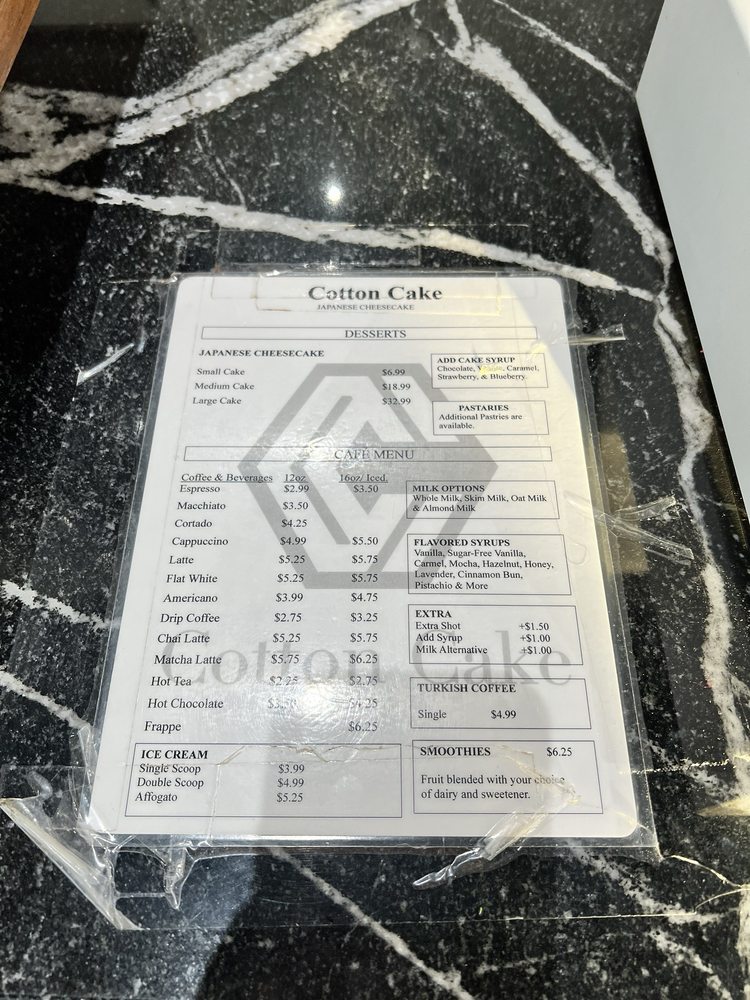 Cotton Cake
JAPANESE CHEESECAKE
DESSERTS
JAPANESE CHEESECAKE
Small Cake $6.99
Medium Cake $18.99
Large Cake $32.99
ADD CAKE SYRUP
Chocolate, Caramel,
Strawberry, & Blueberry.
PASTARIES
Additional Pastries are
available.
CAFE MENU
Coffee & Beverages 12oz 16oz/ Iced.
Espresso $2.99 $3.50
Macchiato $3.50
Cortado $4.25
Cappuccino $4.99 $5.50
Latte $5.25 $5.75
Flat White $5.25 $5.75
Americano $3.99 $4.75
Drip Coffee $2.75 $3.25
Chai Latte $5.25 $5.75
Matcha Latte $5.75 $6.25
Hot Tea $2.25 $2.75
Hot Chocolate $4.25
Frappe $6.25
MILK OPTIONS
Whole Milk, Skim Milk, Oat Milk
& Almond Milk
FLAVORED SYRUPS
Vanilla, Sugar-Free Vanilla,
Carmel, Mocha, Hazelnut, Honey,
Lavender, Cinnamon Bun,
Pistachio & More
EXTRA
Extra Shot +$1.50
Add Syrup +$1.00
Milk Alternative +$1.00
Cotton Cake
TURKISH COFFEE
Single $4.99
ICE CREAM
Single Scoop $3.99
Double Scoop $4.99
Affogato $5.25
SMOOTHIES $6.25
Fruit blended with your choice
of dairy and sweetener.